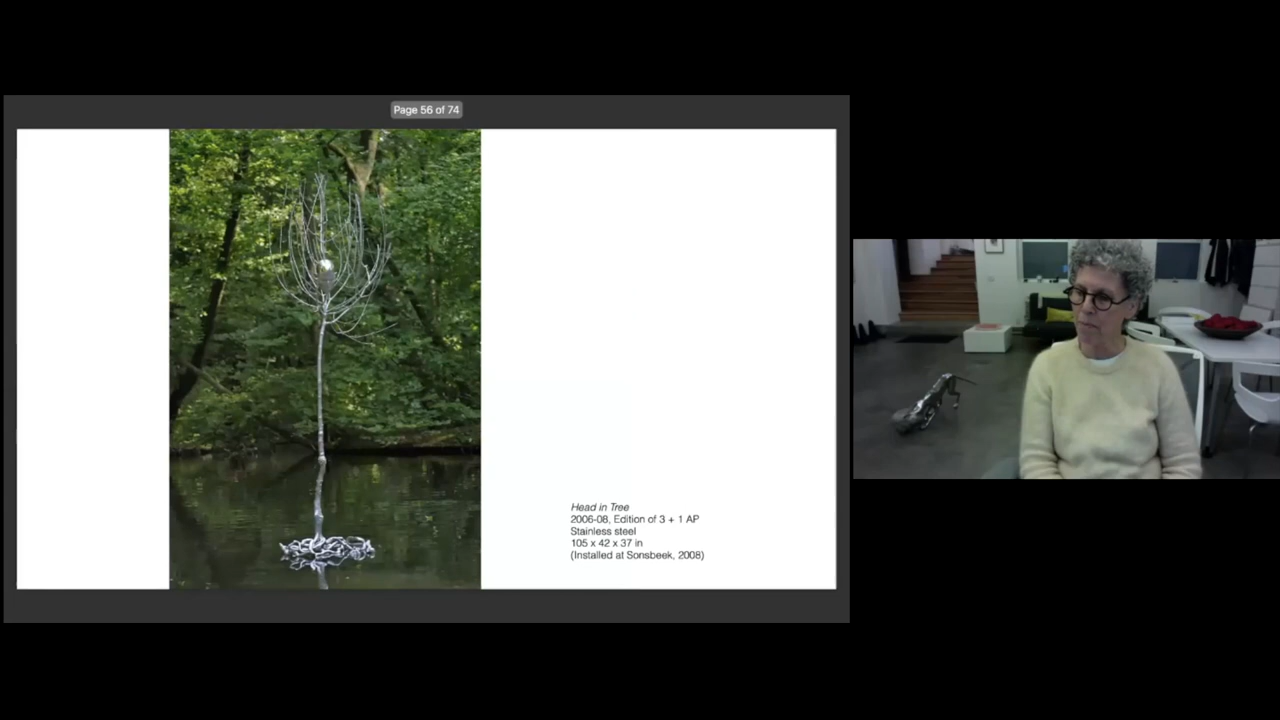 Page 56 of 74
Head in Tree
2006-08, Edition of 3 + 1 AP
Stainless steel
105 x 42 x 37 in
(Installed at Sonsbeek, 2008)